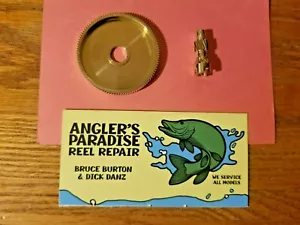 ANGLER'S
PARADISE
REEL REPAIR
BRUCE BURTON
& DICK DANZ
WE SERVICE
ALL MODELS